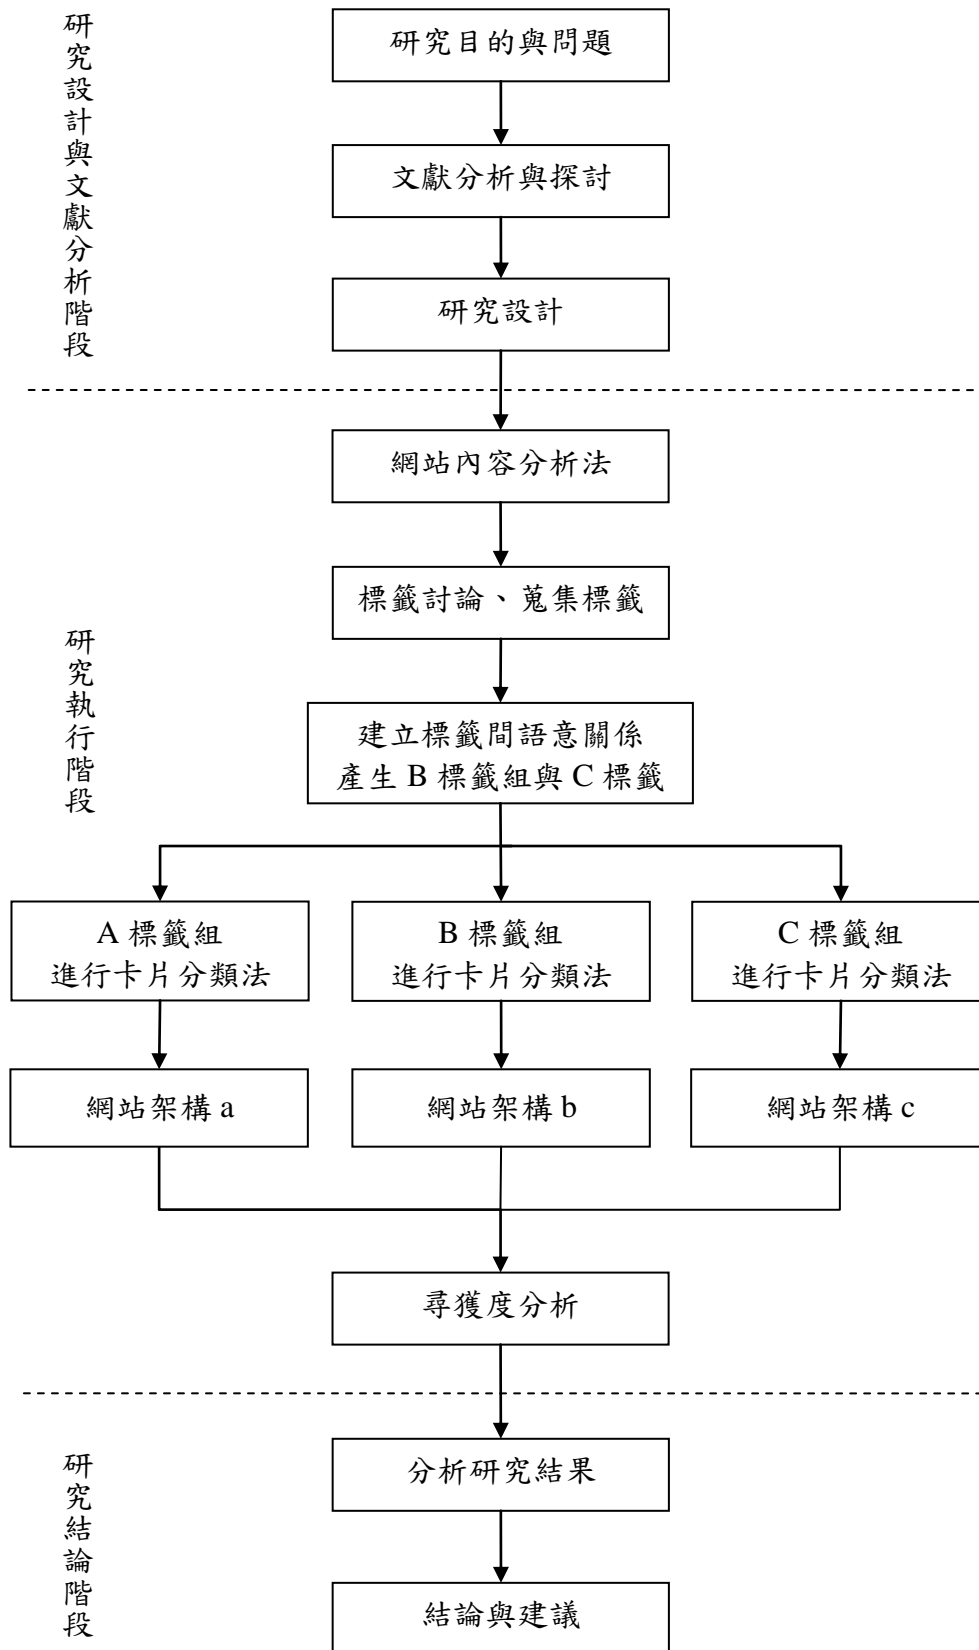 研究設計與文獻分析階段
研究目的與問題
文獻分析與探討
研究設計
研究執行階段
網站內容分析法
標籤討論、蒐集標籤
建立標籤間語意關係
產生 B 標籤組與 C 標籤
A 標籤組
進行卡片分類法
B 標籤組
進行卡片分類法
C 標籤組
進行卡片分類法
網站架構 a
網站架構 b
網站架構 c
尋獲度分析
研究結論階段
分析研究結果
結論與建議